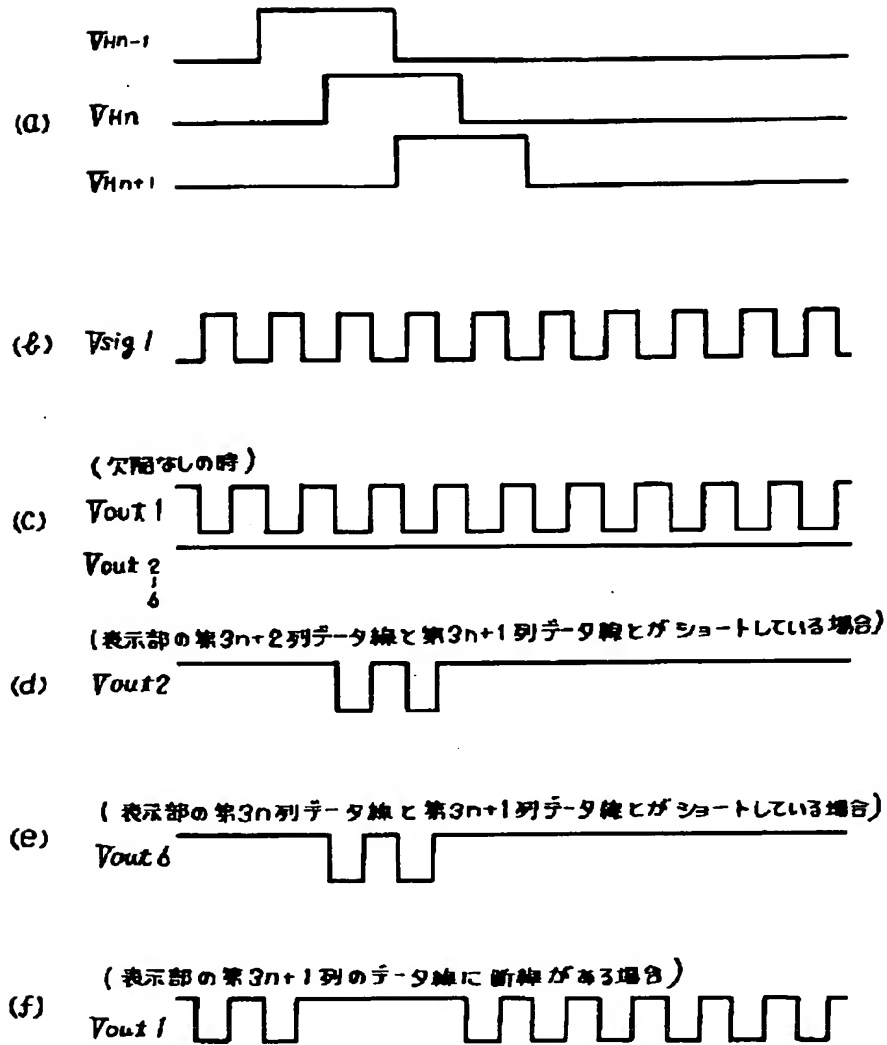 VHn-1
(a) VHn
VHn+1
(b) Vsig 1
(欠陥なしの時)
(c) Vout 1
Vout 2
~
6
(表示部の第3n+2列データ線と第3n+1列データ線とがショートしている場合)
(d) Vout2
(表示部の第3n列データ線と第3n+1列データ線とがショートしている場合)
(e) Vout 6
(表示部の第3n+1列のデータ線に断線がある場合)
(f) Vout 1